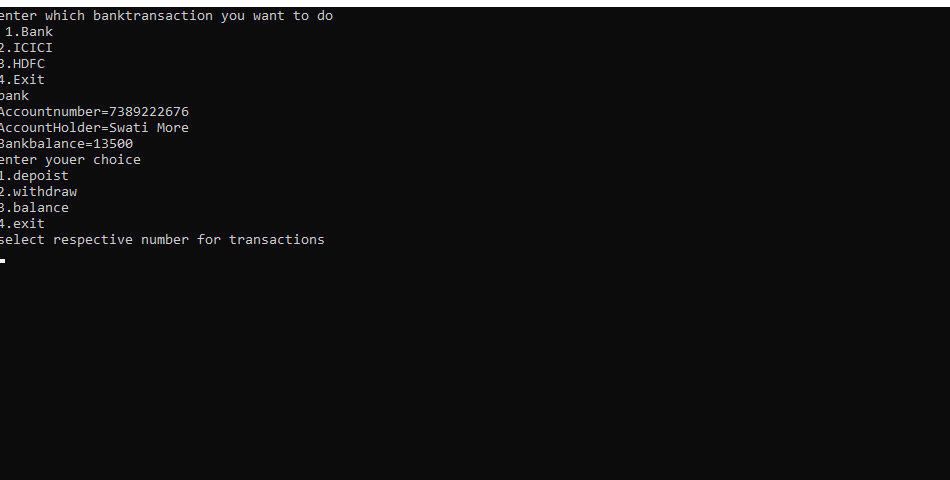 enter which banktransaction you want to do
1.Bank
2.ICICI
3.HDFC
4.Exit
bank
Accountnumber=7389222676
AccountHolder=Swati More
Bankbalance=13500
enter youer choice
1.depoist
2.withdraw
3.balance
4.exit
select respective number for transactions